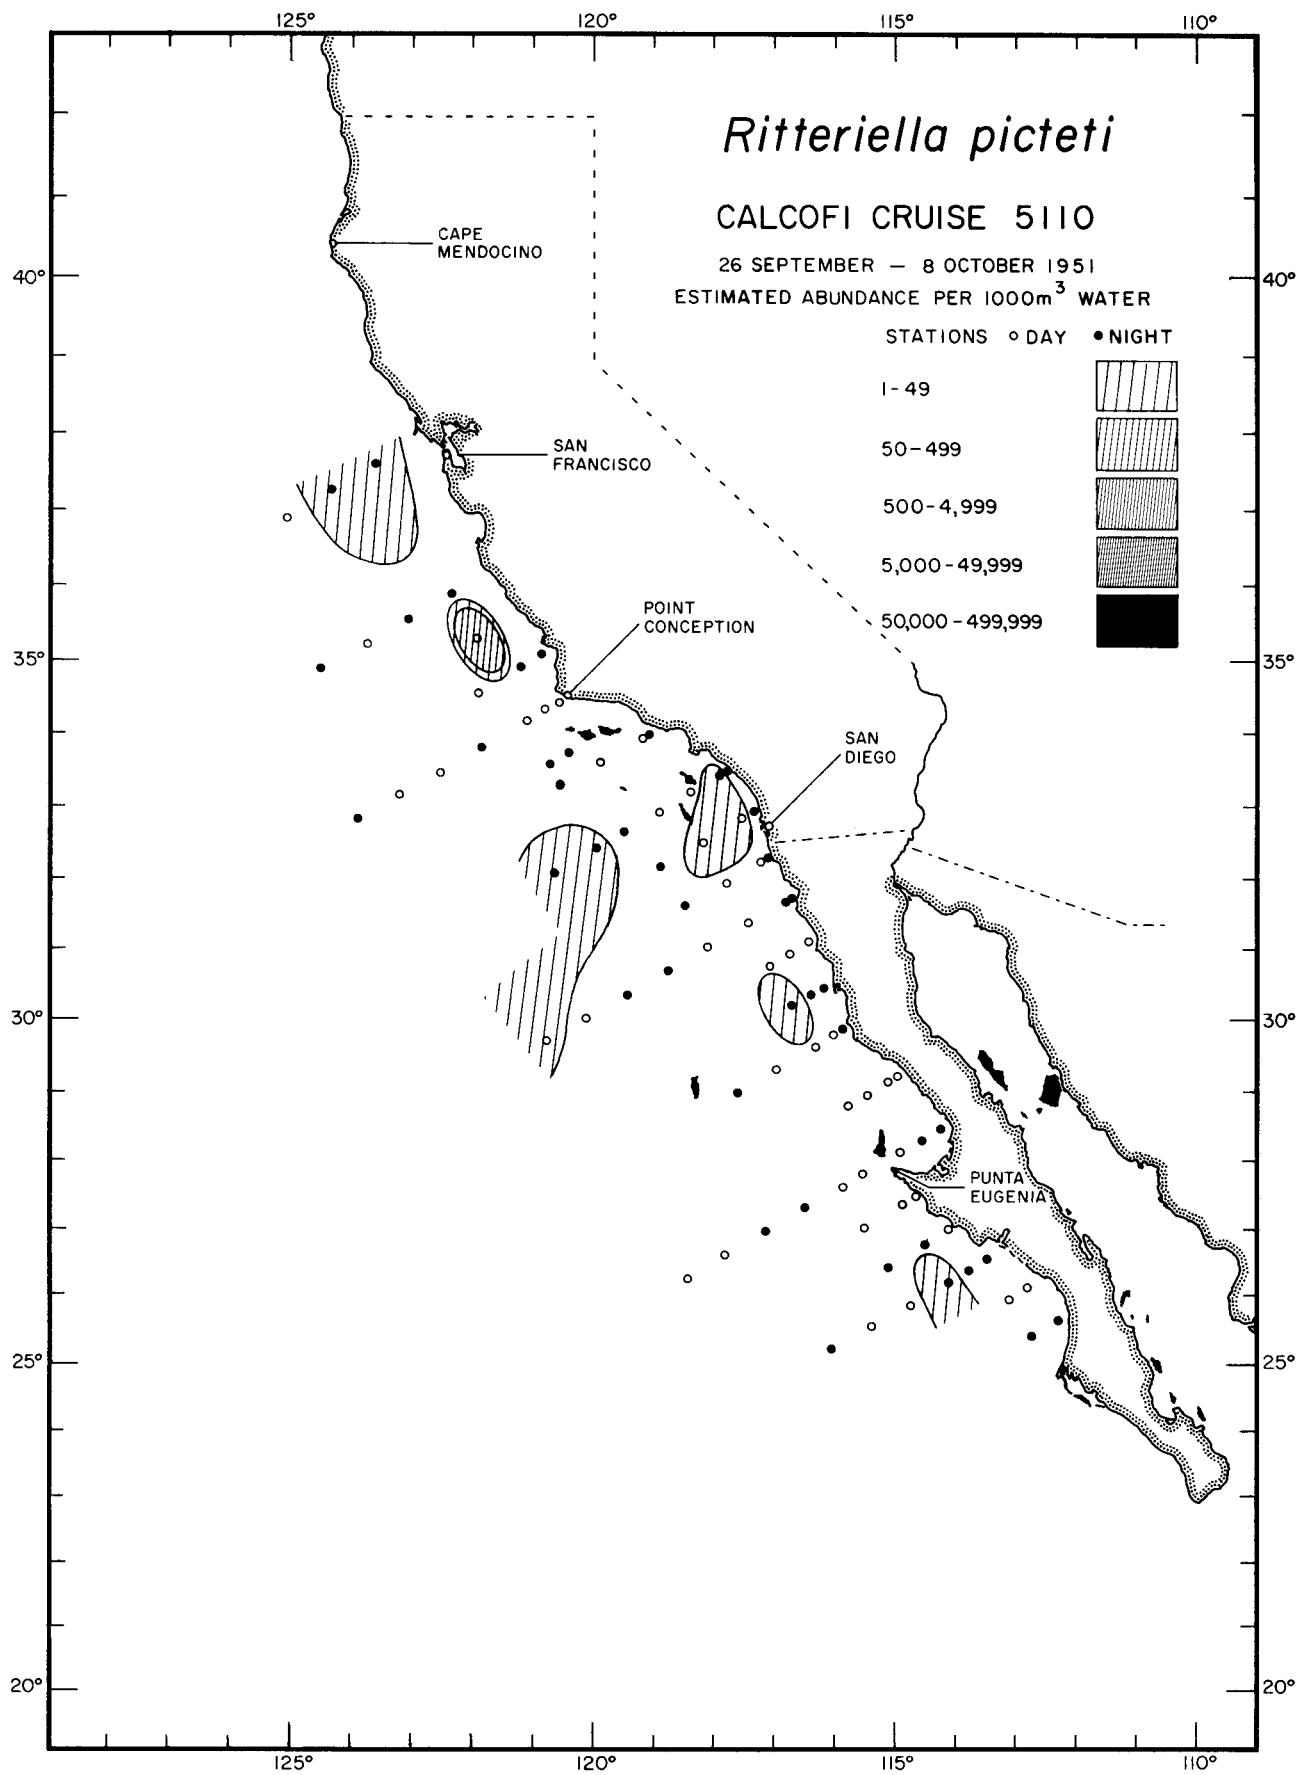 125° 120° 115° 110°
Ritteriella picteti
CALCOFI CRUISE 5110
26 SEPTEMBER — 8 OCTOBER 1951
ESTIMATED ABUNDANCE PER 1000m³ WATER
STATIONS ○ DAY ● NIGHT
1-49
50-499
500-4,999
5,000-49,999
50,000-499,999
CAPE
MENDOCINO
40° 40°
SAN
FRANCISCO
POINT
CONCEPTION
35° 35°
SAN
DIEGO
30° 30°
PUNTA
EUGENIA
25° 25°
20° 20°
125° 120° 115° 110°